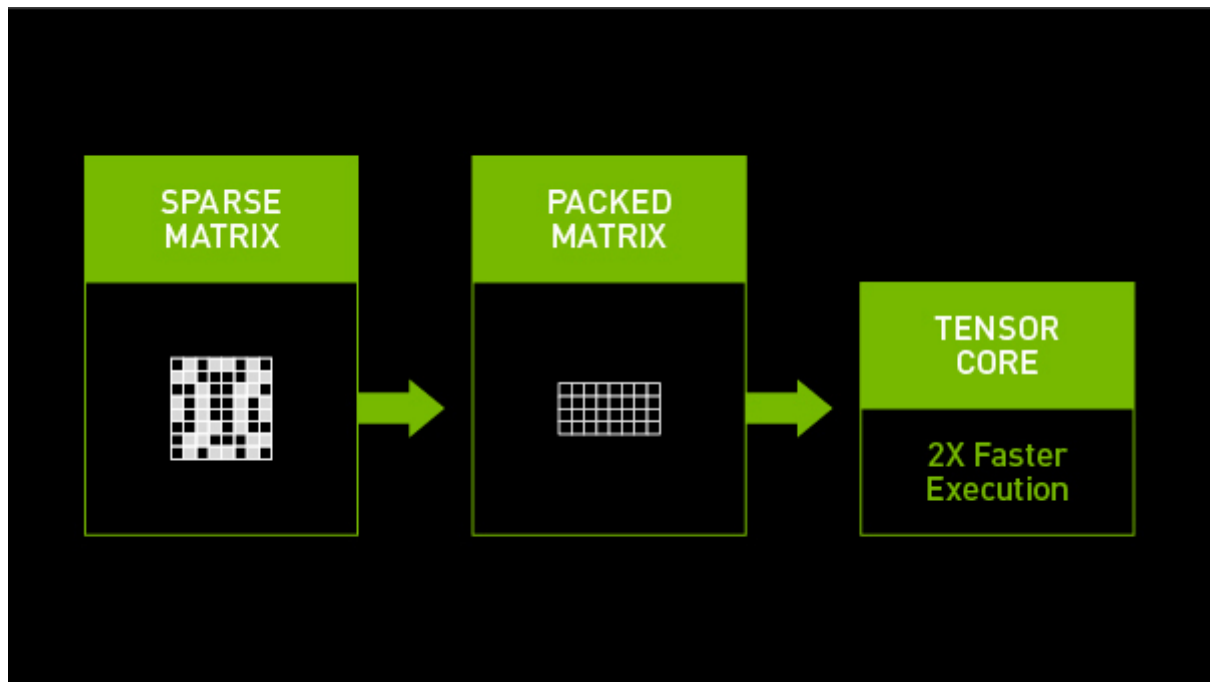 SPARSE
MATRIX
PACKED
MATRIX
TENSOR
CORE
2X Faster
Execution